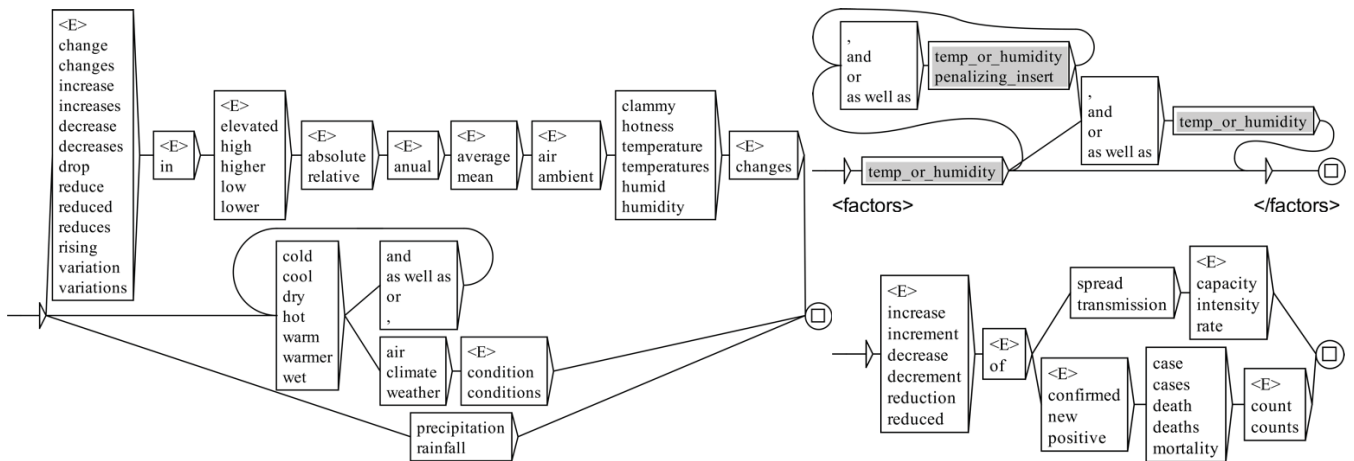 <E>
change
changes
increase
increases
decrease
decreases
drop
reduce
reduced
reduces
rising
variation
variations
<E>
in
<E>
elevated
high
higher
low
lower
<E>
absolute
relative
<E>
anual
<E>
average
mean
<E>
air
ambient
clammy
hotness
temperature
temperatures
humid
humidity
<E>
changes
cold
cool
dry
hot
warm
warmer
wet
and
as well as
or
,
air
climate
weather
<E>
condition
conditions
precipitation
rainfall
,
and
or
as well as
temp_or_humidity
penalizing_insert
,
and
or
as well as
temp_or_humidity
temp_or_humidity
<factors>
</factors>
<E>
increase
increment
decrease
decrement
reduction
reduced
<E>
of
spread
transmission
<E>
capacity
intensity
rate
<E>
confirmed
new
positive
case
cases
death
deaths
mortality
<E>
count
counts